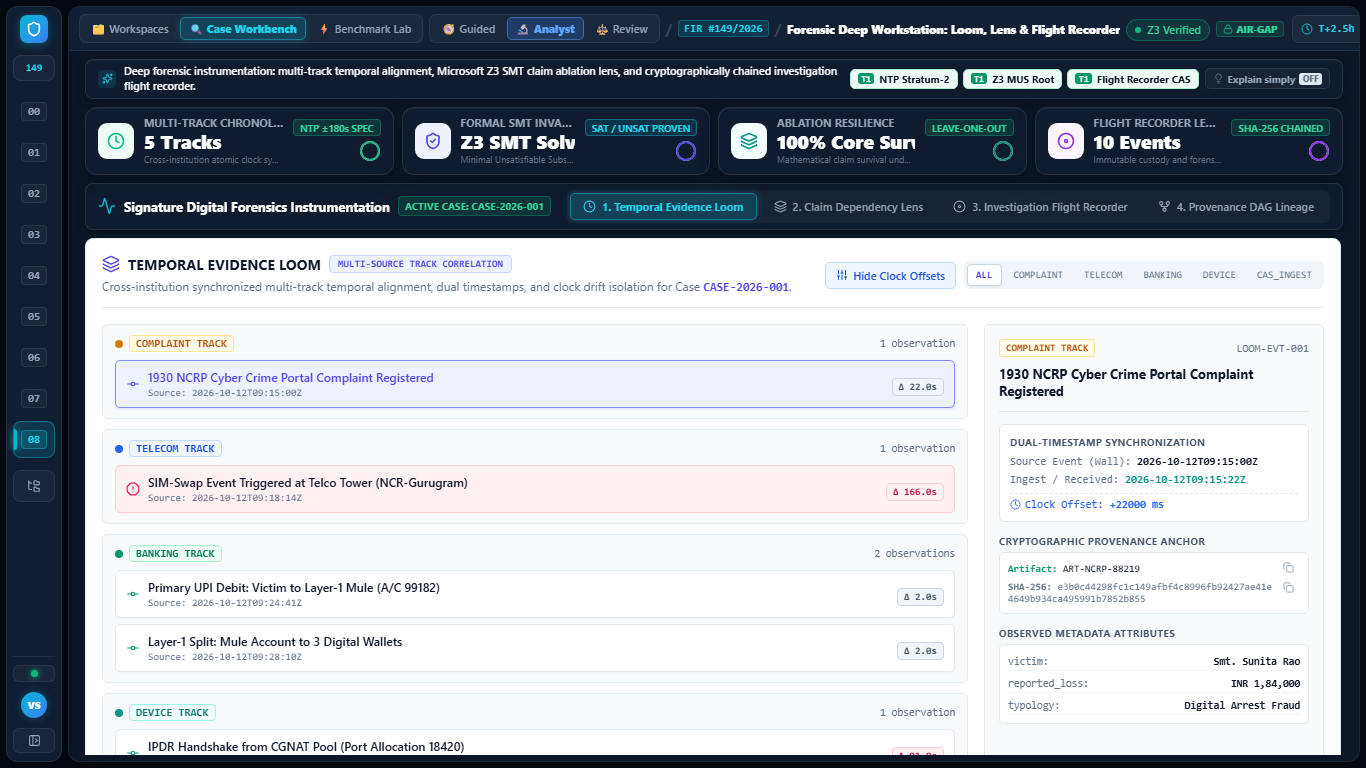 Workspaces
Case Workbench
Benchmark Lab
Guided
Analyst
Review
/
FIR #149/2026
/
Forensic Deep Workstation: Loom, Lens & Flight Recorder
Z3 Verified
AIR-GAP
T+2.5h
149
00
01
02
03
04
05
06
07
08
VS
Deep forensic instrumentation: multi-track temporal alignment, Microsoft Z3 SMT claim ablation lens, and cryptographically chained investigation
flight recorder.
T1 NTP Stratum-2
T1 Z3 MUS Root
T1 Flight Recorder CAS
Explain simply OFF
MULTI-TRACK CHRONOL...
NTP ±180s SPEC
5 Tracks
Cross-institution atomic clock sy...
FORMAL SMT INVA...
SAT / UNSAT PROVEN
Z3 SMT Solv
Minimal Unsatisfiable Subs...
ABLATION RESILIENCE
LEAVE-ONE-OUT
100% Core Surv
Mathematical claim survival und...
FLIGHT RECORDER LE...
SHA-256 CHAINED
10 Events
Immutable custody and forens...
Signature Digital Forensics Instrumentation
ACTIVE CASE: CASE-2026-001
1. Temporal Evidence Loom
2. Claim Dependency Lens
3. Investigation Flight Recorder
4. Provenance DAG Lineage
TEMPORAL EVIDENCE LOOM
MULTI-SOURCE TRACK CORRELATION
Cross-institution synchronized multi-track temporal alignment, dual timestamps, and clock drift isolation for Case CASE-2026-001.
Hide Clock Offsets
ALL
COMPLAINT
TELECOM
BANKING
DEVICE
CAS_INGEST
COMPLAINT TRACK
1 observation
1930 NCRP Cyber Crime Portal Complaint Registered
Source: 2026-10-12T09:15:00Z
Δ 22.0s
TELECOM TRACK
1 observation
SIM-Swap Event Triggered at Telco Tower (NCR-Gurugram)
Source: 2026-10-12T09:18:14Z
Δ 166.0s
BANKING TRACK
2 observations
Primary UPI Debit: Victim to Layer-1 Mule (A/C 99182)
Source: 2026-10-12T09:24:41Z
Δ 2.0s
Layer-1 Split: Mule Account to 3 Digital Wallets
Source: 2026-10-12T09:28:10Z
Δ 2.0s
DEVICE TRACK
1 observation
IPDR Handshake from CGNAT Pool (Port Allocation 18420)
COMPLAINT TRACK
LOOM-EVT-001
1930 NCRP Cyber Crime Portal Complaint
Registered
DUAL-TIMESTAMP SYNCHRONIZATION
Source Event (Wall): 2026-10-12T09:15:00Z
Ingest / Received: 2026-10-12T09:15:22Z
Clock Offset: +22000 ms
CRYPTOGRAPHIC PROVENANCE ANCHOR
Artifact: ART-NCRP-88219
SHA-256: e3b0c44298fc1c149afbf4c8996fb92427ae41e
4649b934ca495991b7852b855
OBSERVED METADATA ATTRIBUTES
victim: Smt. Sunita Rao
reported_loss: INR 1,84,000
typology: Digital Arrest Fraud